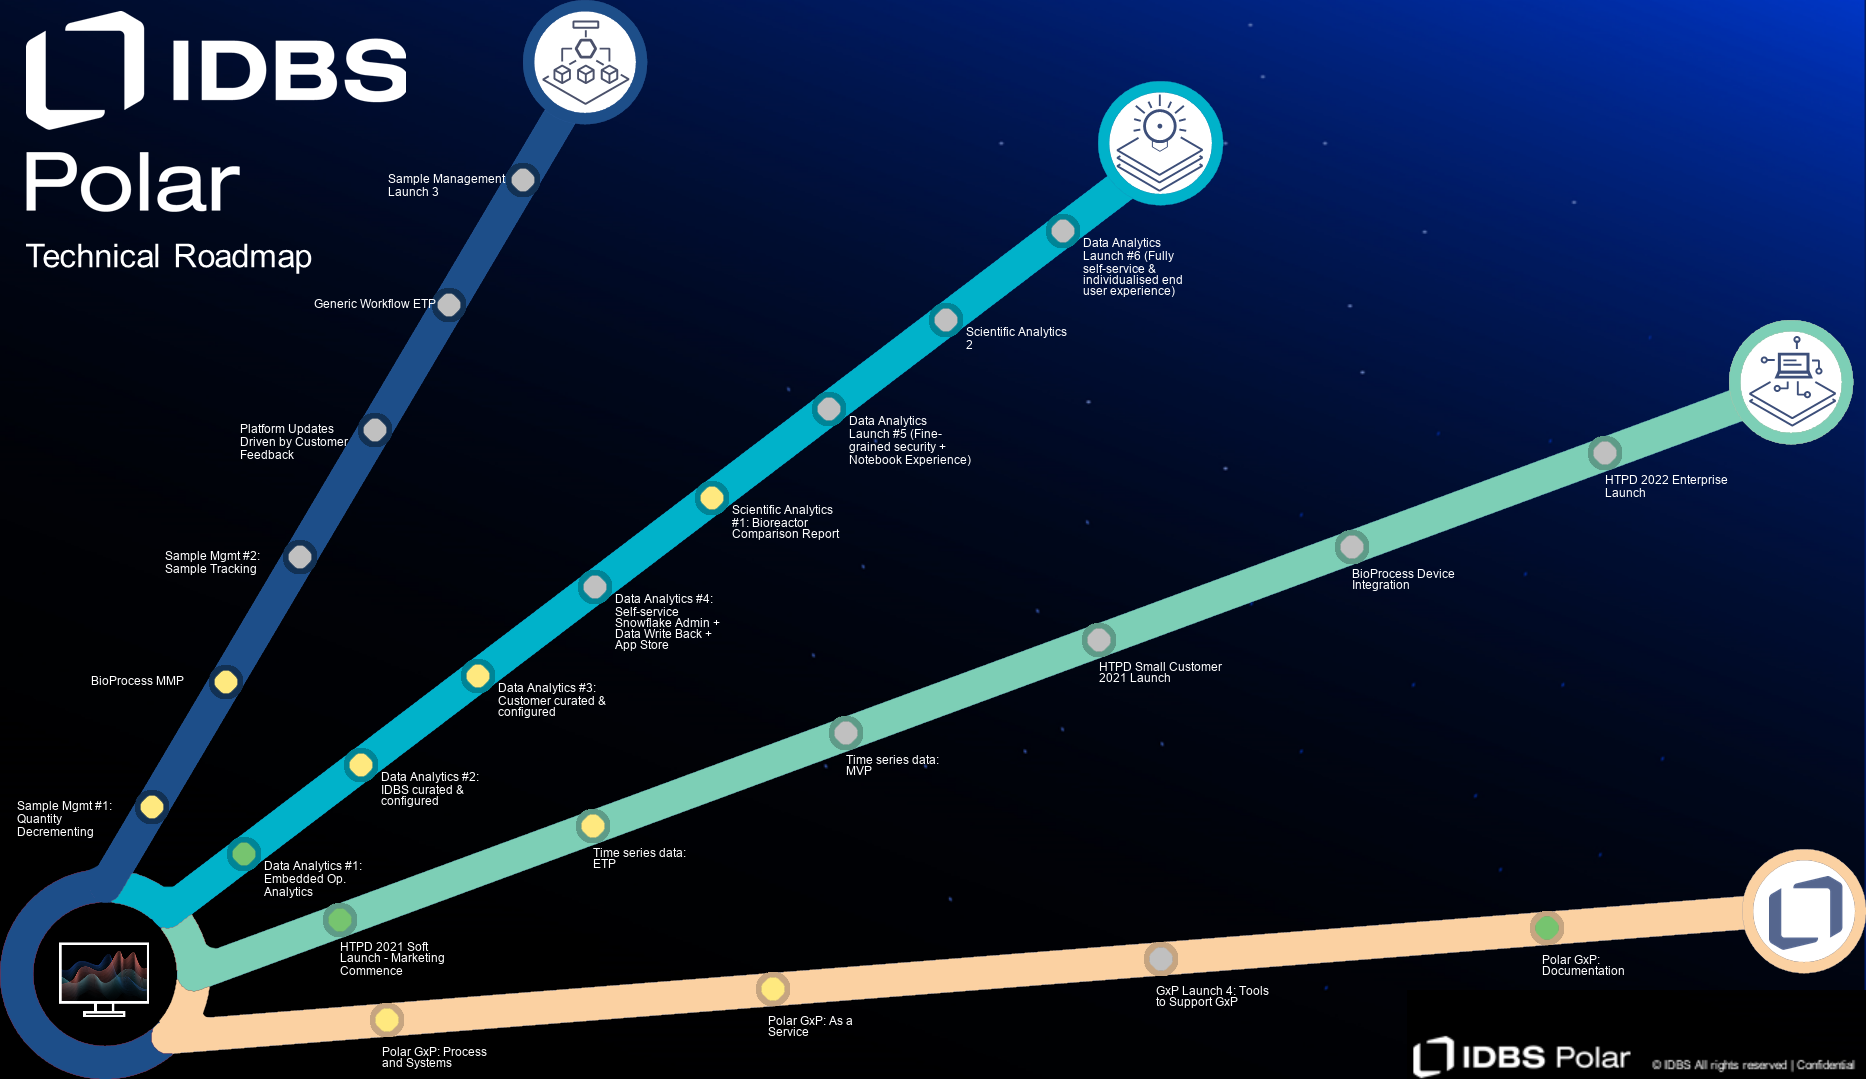 IDBS
Polar
Technical Roadmap
Sample Management
Launch 3
Generic Workflow ETP
Platform Updates
Driven by Customer
Feedback
Sample Mgmt #2:
Sample Tracking
BioProcess MMP
Sample Mgmt #1:
Quantity
Decrementing
Data Analytics
Launch #6 (Fully
self-service &
individualised end
user experience)
Scientific Analytics
2
Data Analytics
Launch #5 (Fine-
grained security +
Notebook Experience)
Scientific Analytics
#1: Bioreactor
Comparison Report
Data Analytics #4:
Self-service
Snowflake Admin +
Data Write Back +
App Store
Data Analytics #3:
Customer curated &
configured
Data Analytics #2:
IDBS curated &
configured
Data Analytics #1:
Embedded Op.
Analytics
HTPD 2022 Enterprise
Launch
BioProcess Device
Integration
HTPD Small Customer
2021 Launch
Time series data:
MVP
Time series data:
ETP
HTPD 2021 Soft
Launch - Marketing
Commence
Polar GxP:
Documentation
GxP Launch 4: Tools
to Support GxP
Polar GxP: As a
Service
Polar GxP: Process
and Systems
IDBS Polar
© IDBS All rights reserved | Confidential